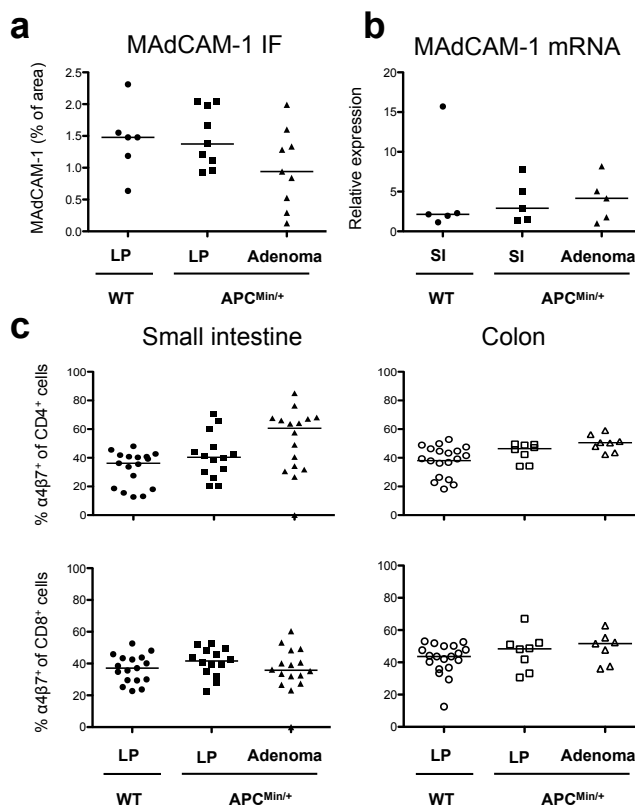 a
MAdCAM-1 IF
MAdCAM-1 (% of area)
2.5
2.0
1.5
1.0
0.5
0.0
LP
LP
Adenoma
WT
APCMin/+
b
MAdCAM-1 mRNA
Relative expression
20
15
10
5
0
SI
SI
Adenoma
WT
APCMin/+
c
Small intestine
Colon
% α4β7+ of CD4+ cells
100
80
60
40
20
0
100
80
60
40
20
0
% α4β7+ of CD8+ cells
100
80
60
40
20
0
100
80
60
40
20
0
LP
LP
Adenoma
LP
LP
Adenoma
WT
APCMin/+
WT
APCMin/+